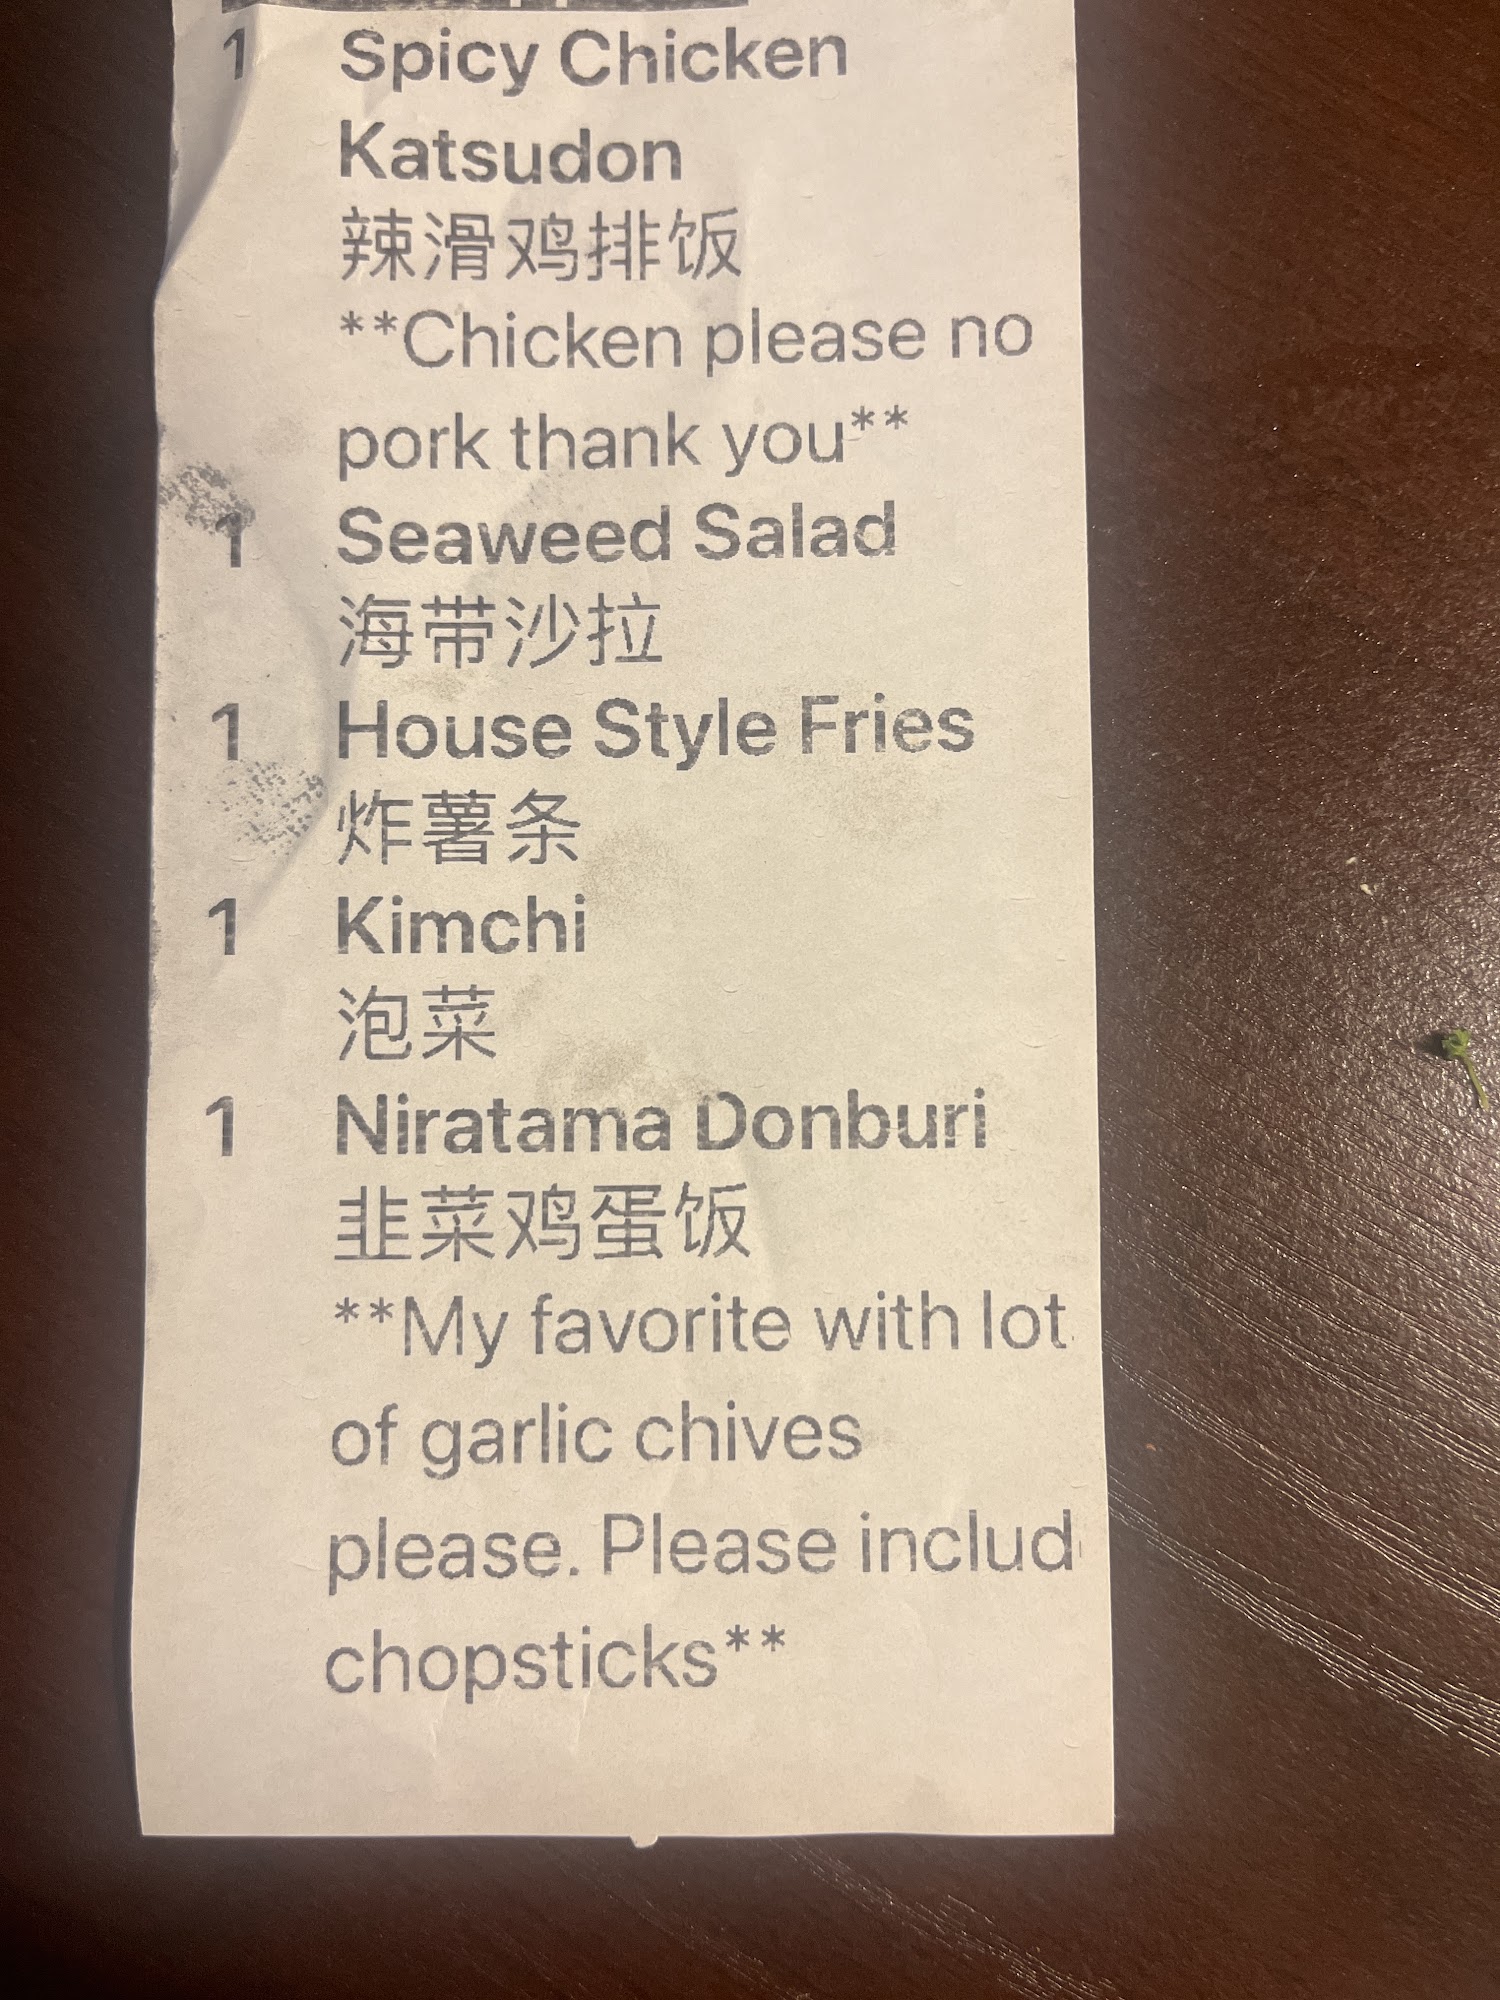 1 Spicy Chicken
Katsudon
辣滑鸡排饭
**Chicken please no
pork thank you**
1 Seaweed Salad
海带沙拉
1 House Style Fries
炸薯条
1 Kimchi
泡菜
1 Niratama Donburi
韭菜鸡蛋饭
**My favorite with lot
of garlic chives
please. Please includ
chopsticks**